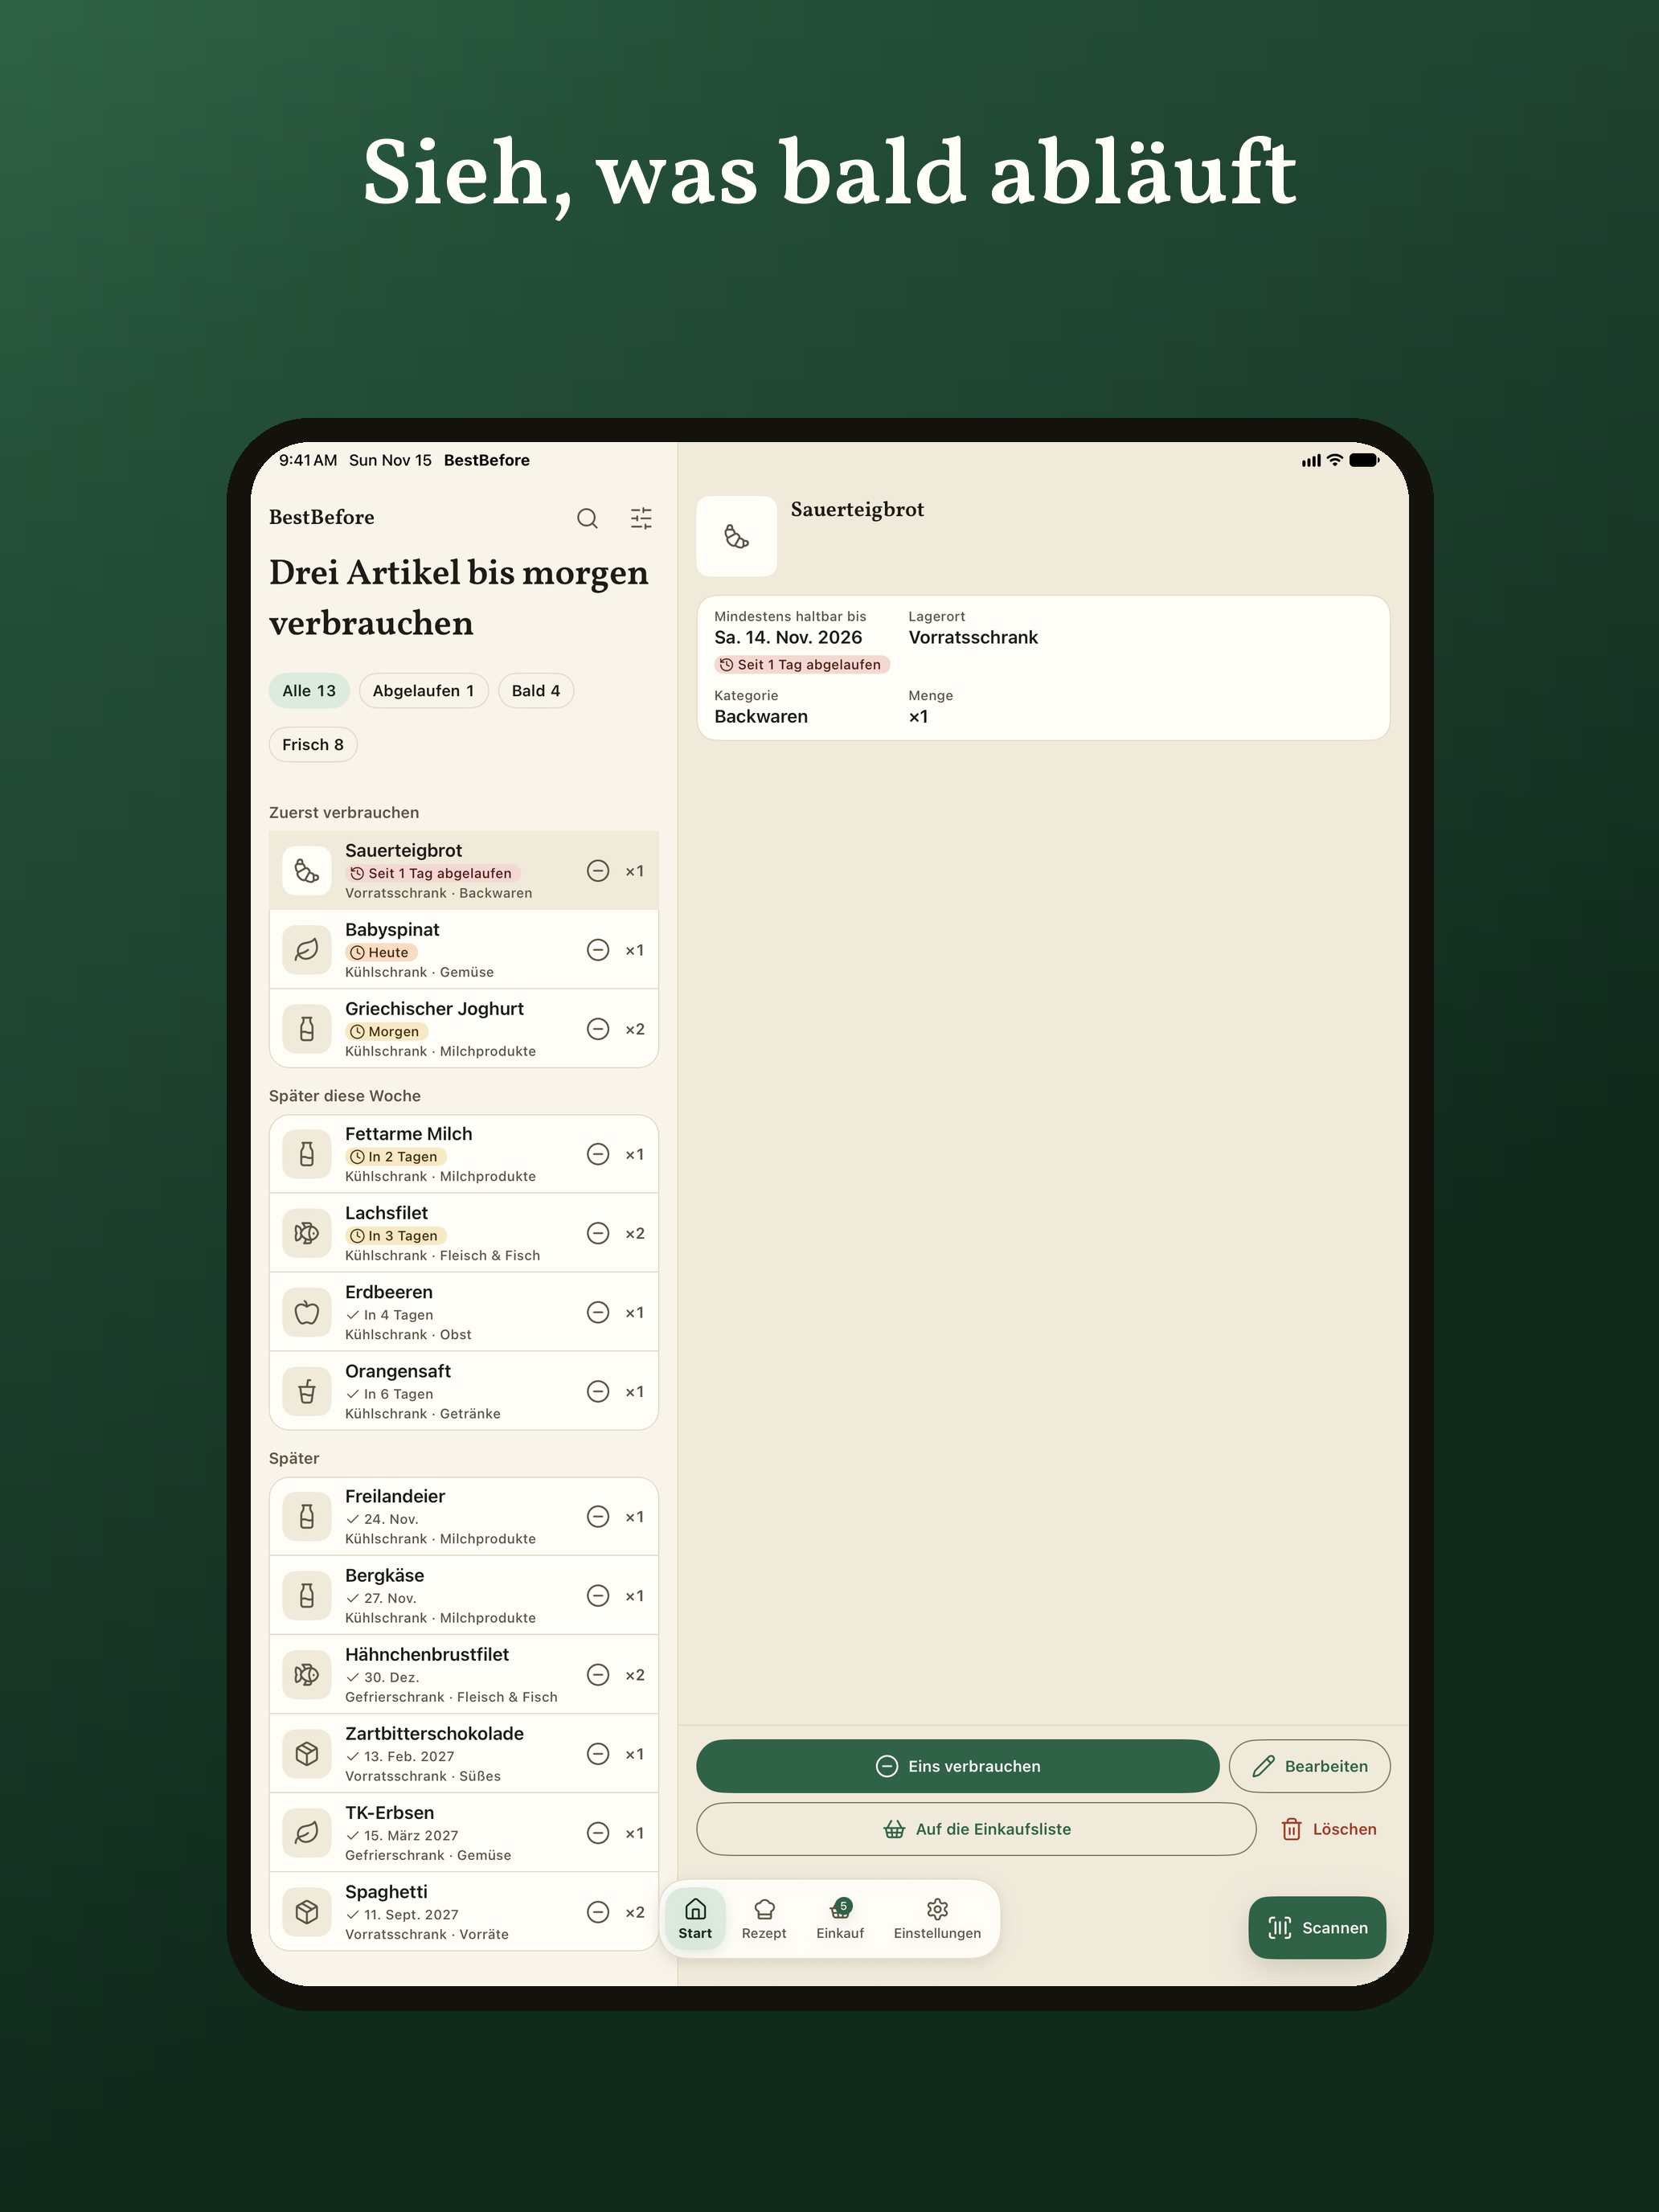 Sieh, was bald abläuft
9:41 AM Sun Nov 15 BestBefore
BestBefore
Drei Artikel bis morgen
verbrauchen
Alle 13
Abgelaufen 1
Bald 4
Frisch 8
Zuerst verbrauchen
Sauerteigbrot
Seit 1 Tag abgelaufen
Vorratsschrank · Backwaren
×1
Babyspinat
Heute
Kühlschrank · Gemüse
×1
Griechischer Joghurt
Morgen
Kühlschrank · Milchprodukte
×2
Später diese Woche
Fettarme Milch
In 2 Tagen
Kühlschrank · Milchprodukte
×1
Lachsfilet
In 3 Tagen
Kühlschrank · Fleisch & Fisch
×2
Erdbeeren
In 4 Tagen
Kühlschrank · Obst
×1
Orangensaft
In 6 Tagen
Kühlschrank · Getränke
×1
Später
Freilandeier
24. Nov.
Kühlschrank · Milchprodukte
×1
Bergkäse
27. Nov.
Kühlschrank · Milchprodukte
×1
Hähnchenbrustfilet
30. Dez.
Gefrierschrank · Fleisch & Fisch
×2
Zartbitterschokolade
13. Feb. 2027
Vorratsschrank · Süßes
×1
TK-Erbsen
15. März 2027
Gefrierschrank · Gemüse
×1
Spaghetti
11. Sept. 2027
Vorratsschrank · Vorräte
×2
Sauerteigbrot
Mindestens haltbar bis
Sa. 14. Nov. 2026
Seit 1 Tag abgelaufen
Lagerort
Vorratsschrank
Kategorie
Backwaren
Menge
×1
Eins verbrauchen
Bearbeiten
Auf die Einkaufsliste
Löschen
Start
Rezept
5
Einkauf
Einstellungen
Scannen